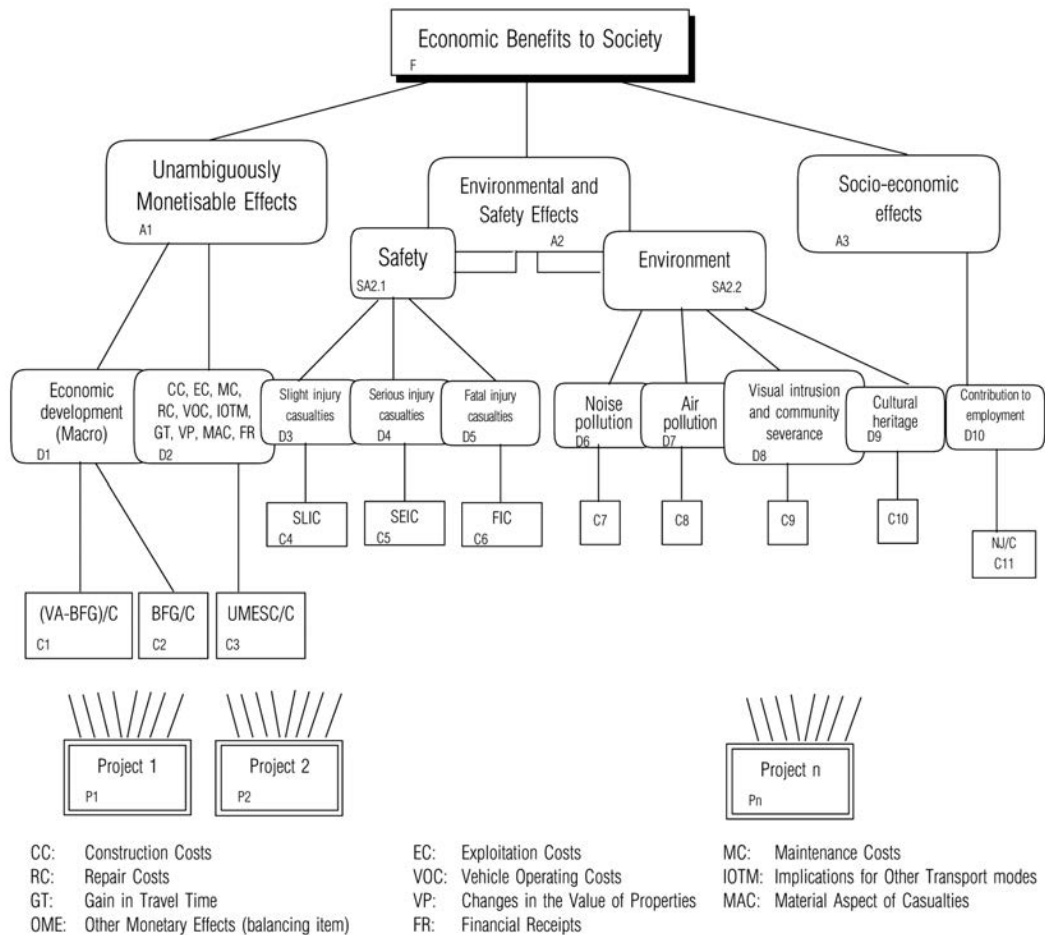 Economic Benefits to Society
F
Unambiguously
Monetisable Effects
A1
Environmental and
Safety Effects
A2
Socio-economic
effects
A3
Safety
SA2.1
Environment
SA2.2
Economic
development
(Macro)
D1
CC, EC, MC,
RC, VOC, IOTM,
GT, VP, MAC, FR
D2
Slight injury
casualties
D3
Serious injury
casualties
D4
Fatal injury
casualties
D5
Noise
pollution
D6
Air
pollution
D7
Visual intrusion
and community
severance
D8
Cultural
heritage
D9
Contribution to
employment
D10
SLIC
C4
SEIC
C5
FIC
C6
C7
C8
C9
C10
NJ/C
C11
(VA-BFG)/C
C1
BFG/C
C2
UMESC/C
C3
Project 1
P1
Project 2
P2
Project n
Pn
CC: Construction Costs
EC: Exploitation Costs
MC: Maintenance Costs
RC: Repair Costs
VOC: Vehicle Operating Costs
IOTM: Implications for Other Transport modes
GT: Gain in Travel Time
VP: Changes in the Value of Properties
MAC: Material Aspect of Casualties
OME: Other Monetary Effects (balancing item)
FR: Financial Receipts